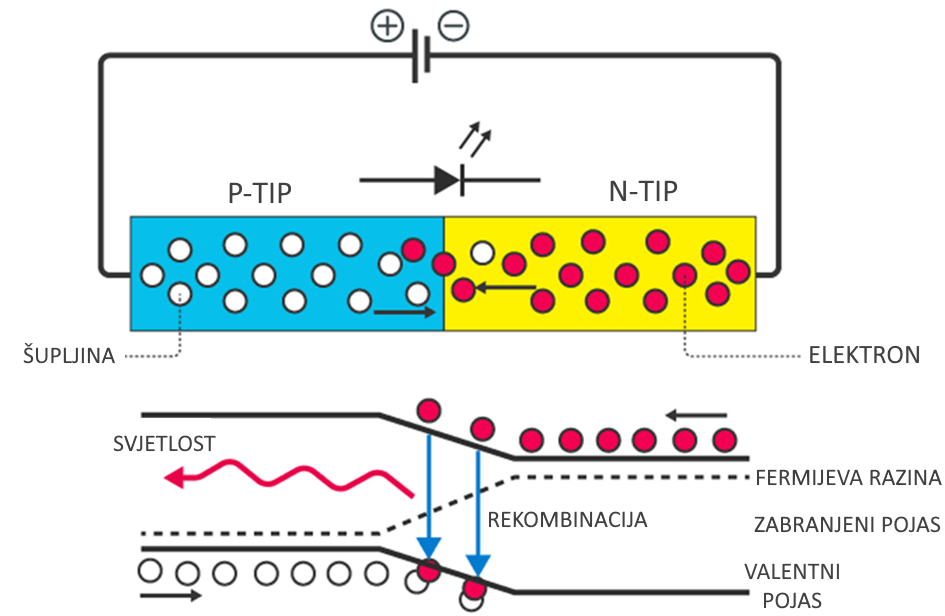 + −
P-TIP
N-TIP
ŠUPLJINA
ELEKTRON
SVJETLOST
FERMIJEVA RAZINA
REKOMBINACIJA
ZABRANJENI POJAS
VALENTNI
POJAS